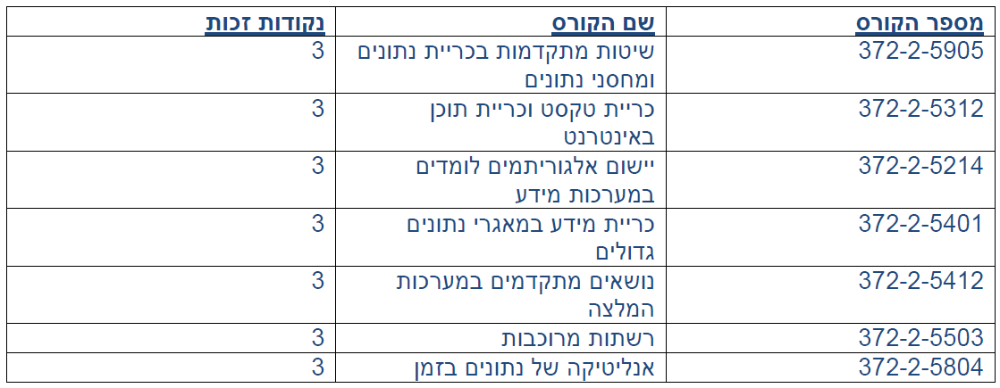 מספר הקורס שם הקורס נקודות זכות
372-2-5905 שיטות מתקדמות בכריית נתונים 3
ומחסני נתונים
372-2-5312 כריית טקסט וכריית תוכן 3
באינטרנט
372-2-5214 יישום אלגוריתמים לומדים 3
במערכות מידע
372-2-5401 כריית מידע במאגרי נתונים 3
גדולים
372-2-5412 נושאים מתקדמים במערכות 3
המלצה
372-2-5503 רשתות מרוכבות 3
372-2-5804 אנליטיקה של נתונים בזמן 3